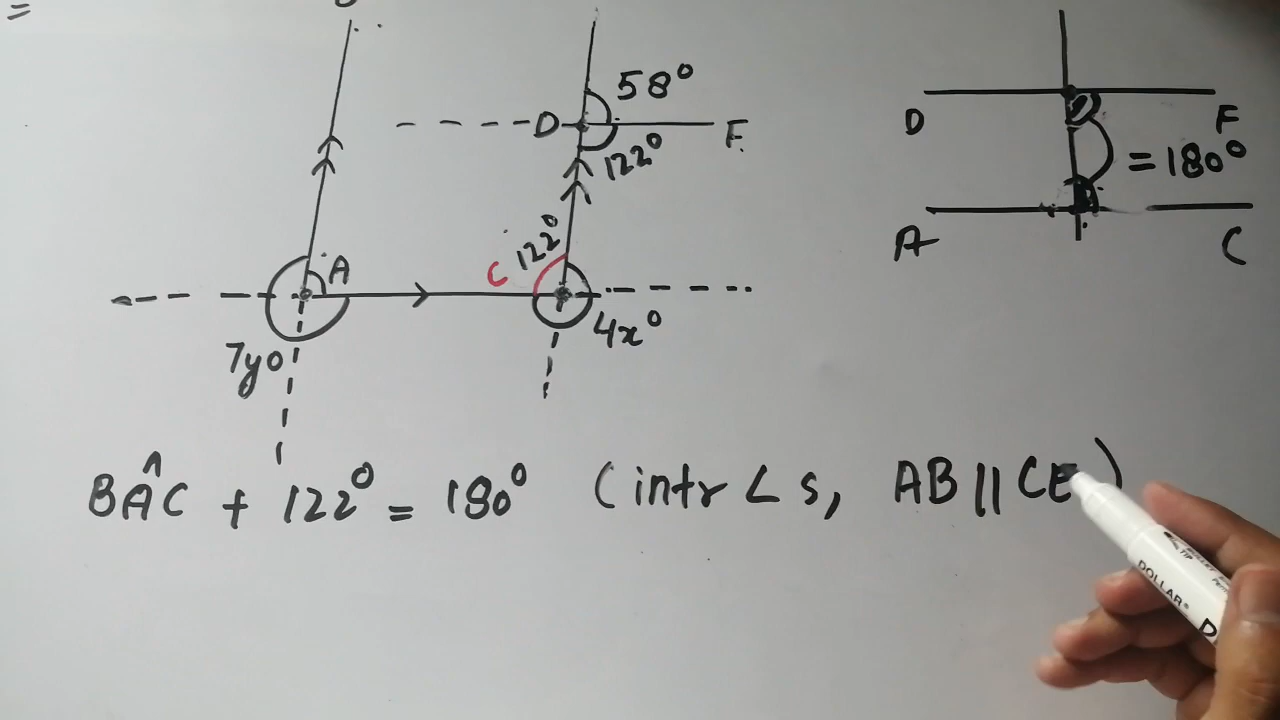 =
58°
D
F
122°
122°
C
A
4x°
7y°
D
F
= 180°
A
C
BÂC + 122° = 180° (intr < s, AB || CE)
DOLLAR®